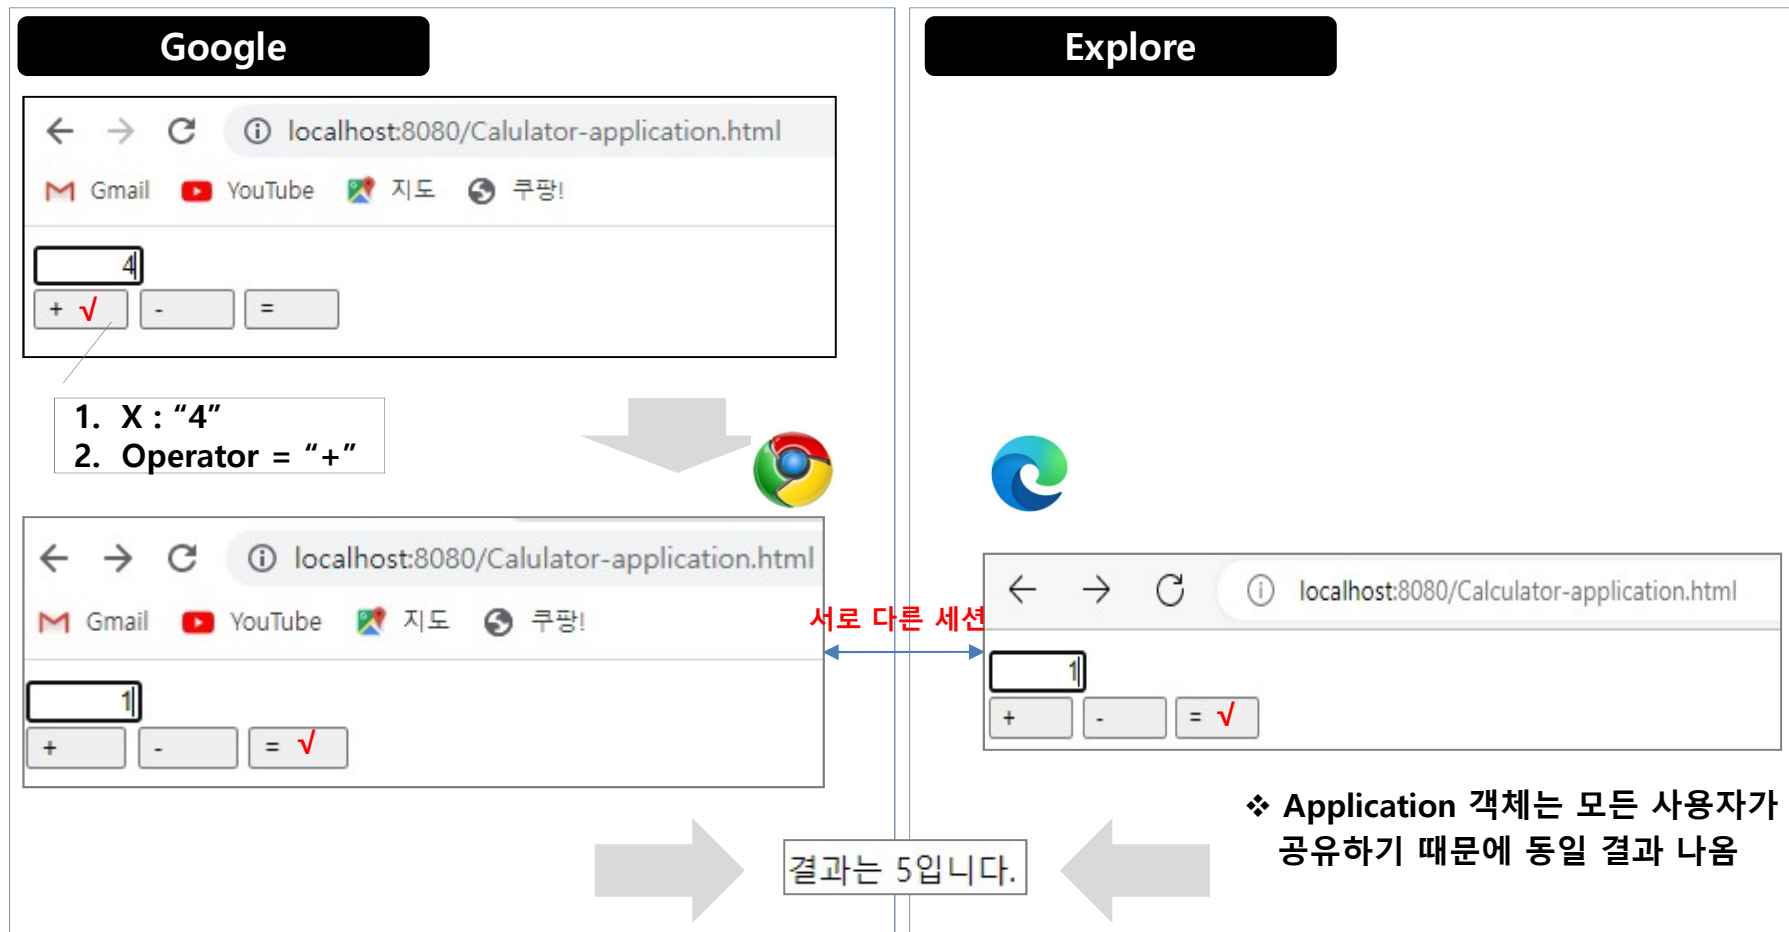 Google
localhost:8080/Calulator-application.html
Gmail YouTube 지도 쿠팡!
4
+ √ - =
1. X : “4”
2. Operator = “+”
localhost:8080/Calulator-application.html
Gmail YouTube 지도 쿠팡!
1
+ - = √
서로 다른 세션
Explore
localhost:8080/Calculator-application.html
1
+ - = √
❖ Application 객체는 모든 사용자가
공유하기 때문에 동일 결과 나옴
결과는 5입니다.